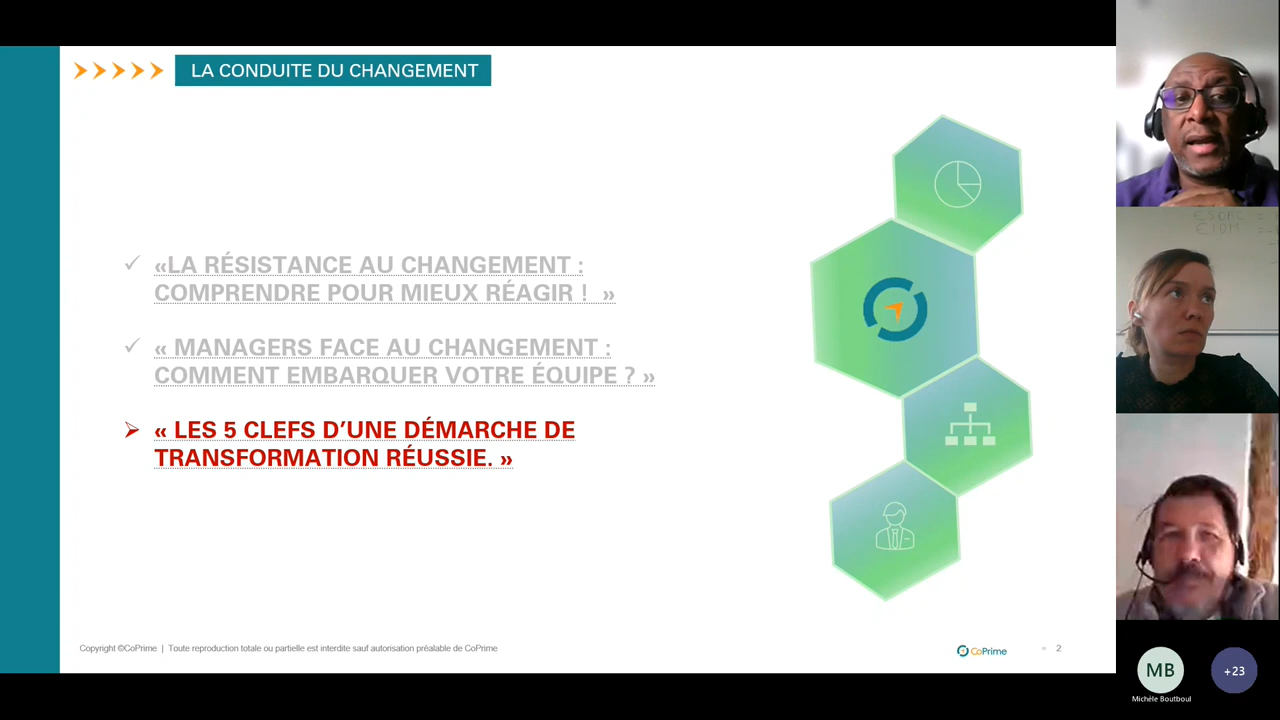 LA CONDUITE DU CHANGEMENT
«LA RÉSISTANCE AU CHANGEMENT :
COMPRENDRE POUR MIEUX RÉAGIR ! »
« MANAGERS FACE AU CHANGEMENT :
COMMENT EMBARQUER VOTRE ÉQUIPE ? »
« LES 5 CLEFS D’UNE DÉMARCHE DE
TRANSFORMATION RÉUSSIE. »
Copyright ©CoPrime | Toute reproduction totale ou partielle est interdite sauf autorisation préalable de CoPrime
CoPrime
2
MB
+23
Michèle Boutboul